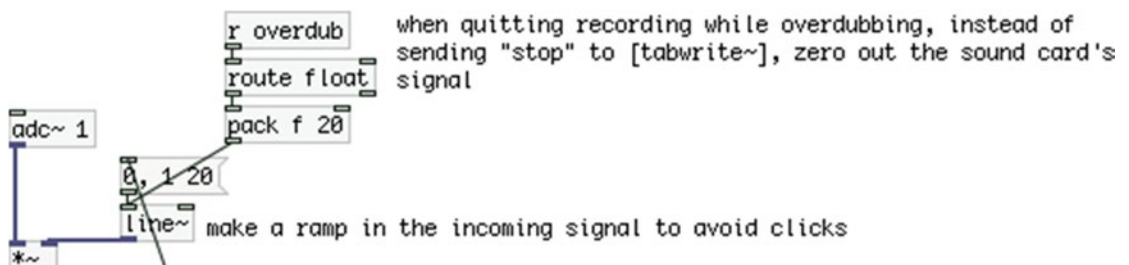 r overdub
when quitting recording while overdubbing, instead of
sending "stop" to [tabwrite~], zero out the sound card's
signal
route float
pack f 20
adc~ 1
0, 1 20
line~
make a ramp in the incoming signal to avoid clicks
*~